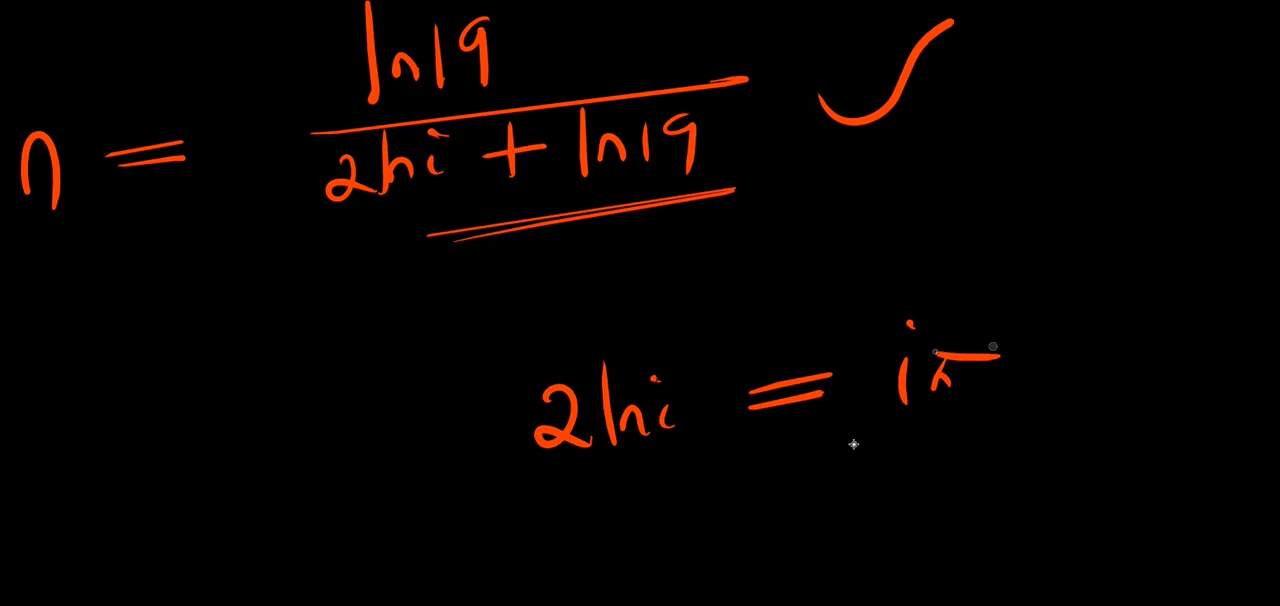 n = ln19
2lni + ln19
2lni = iπ